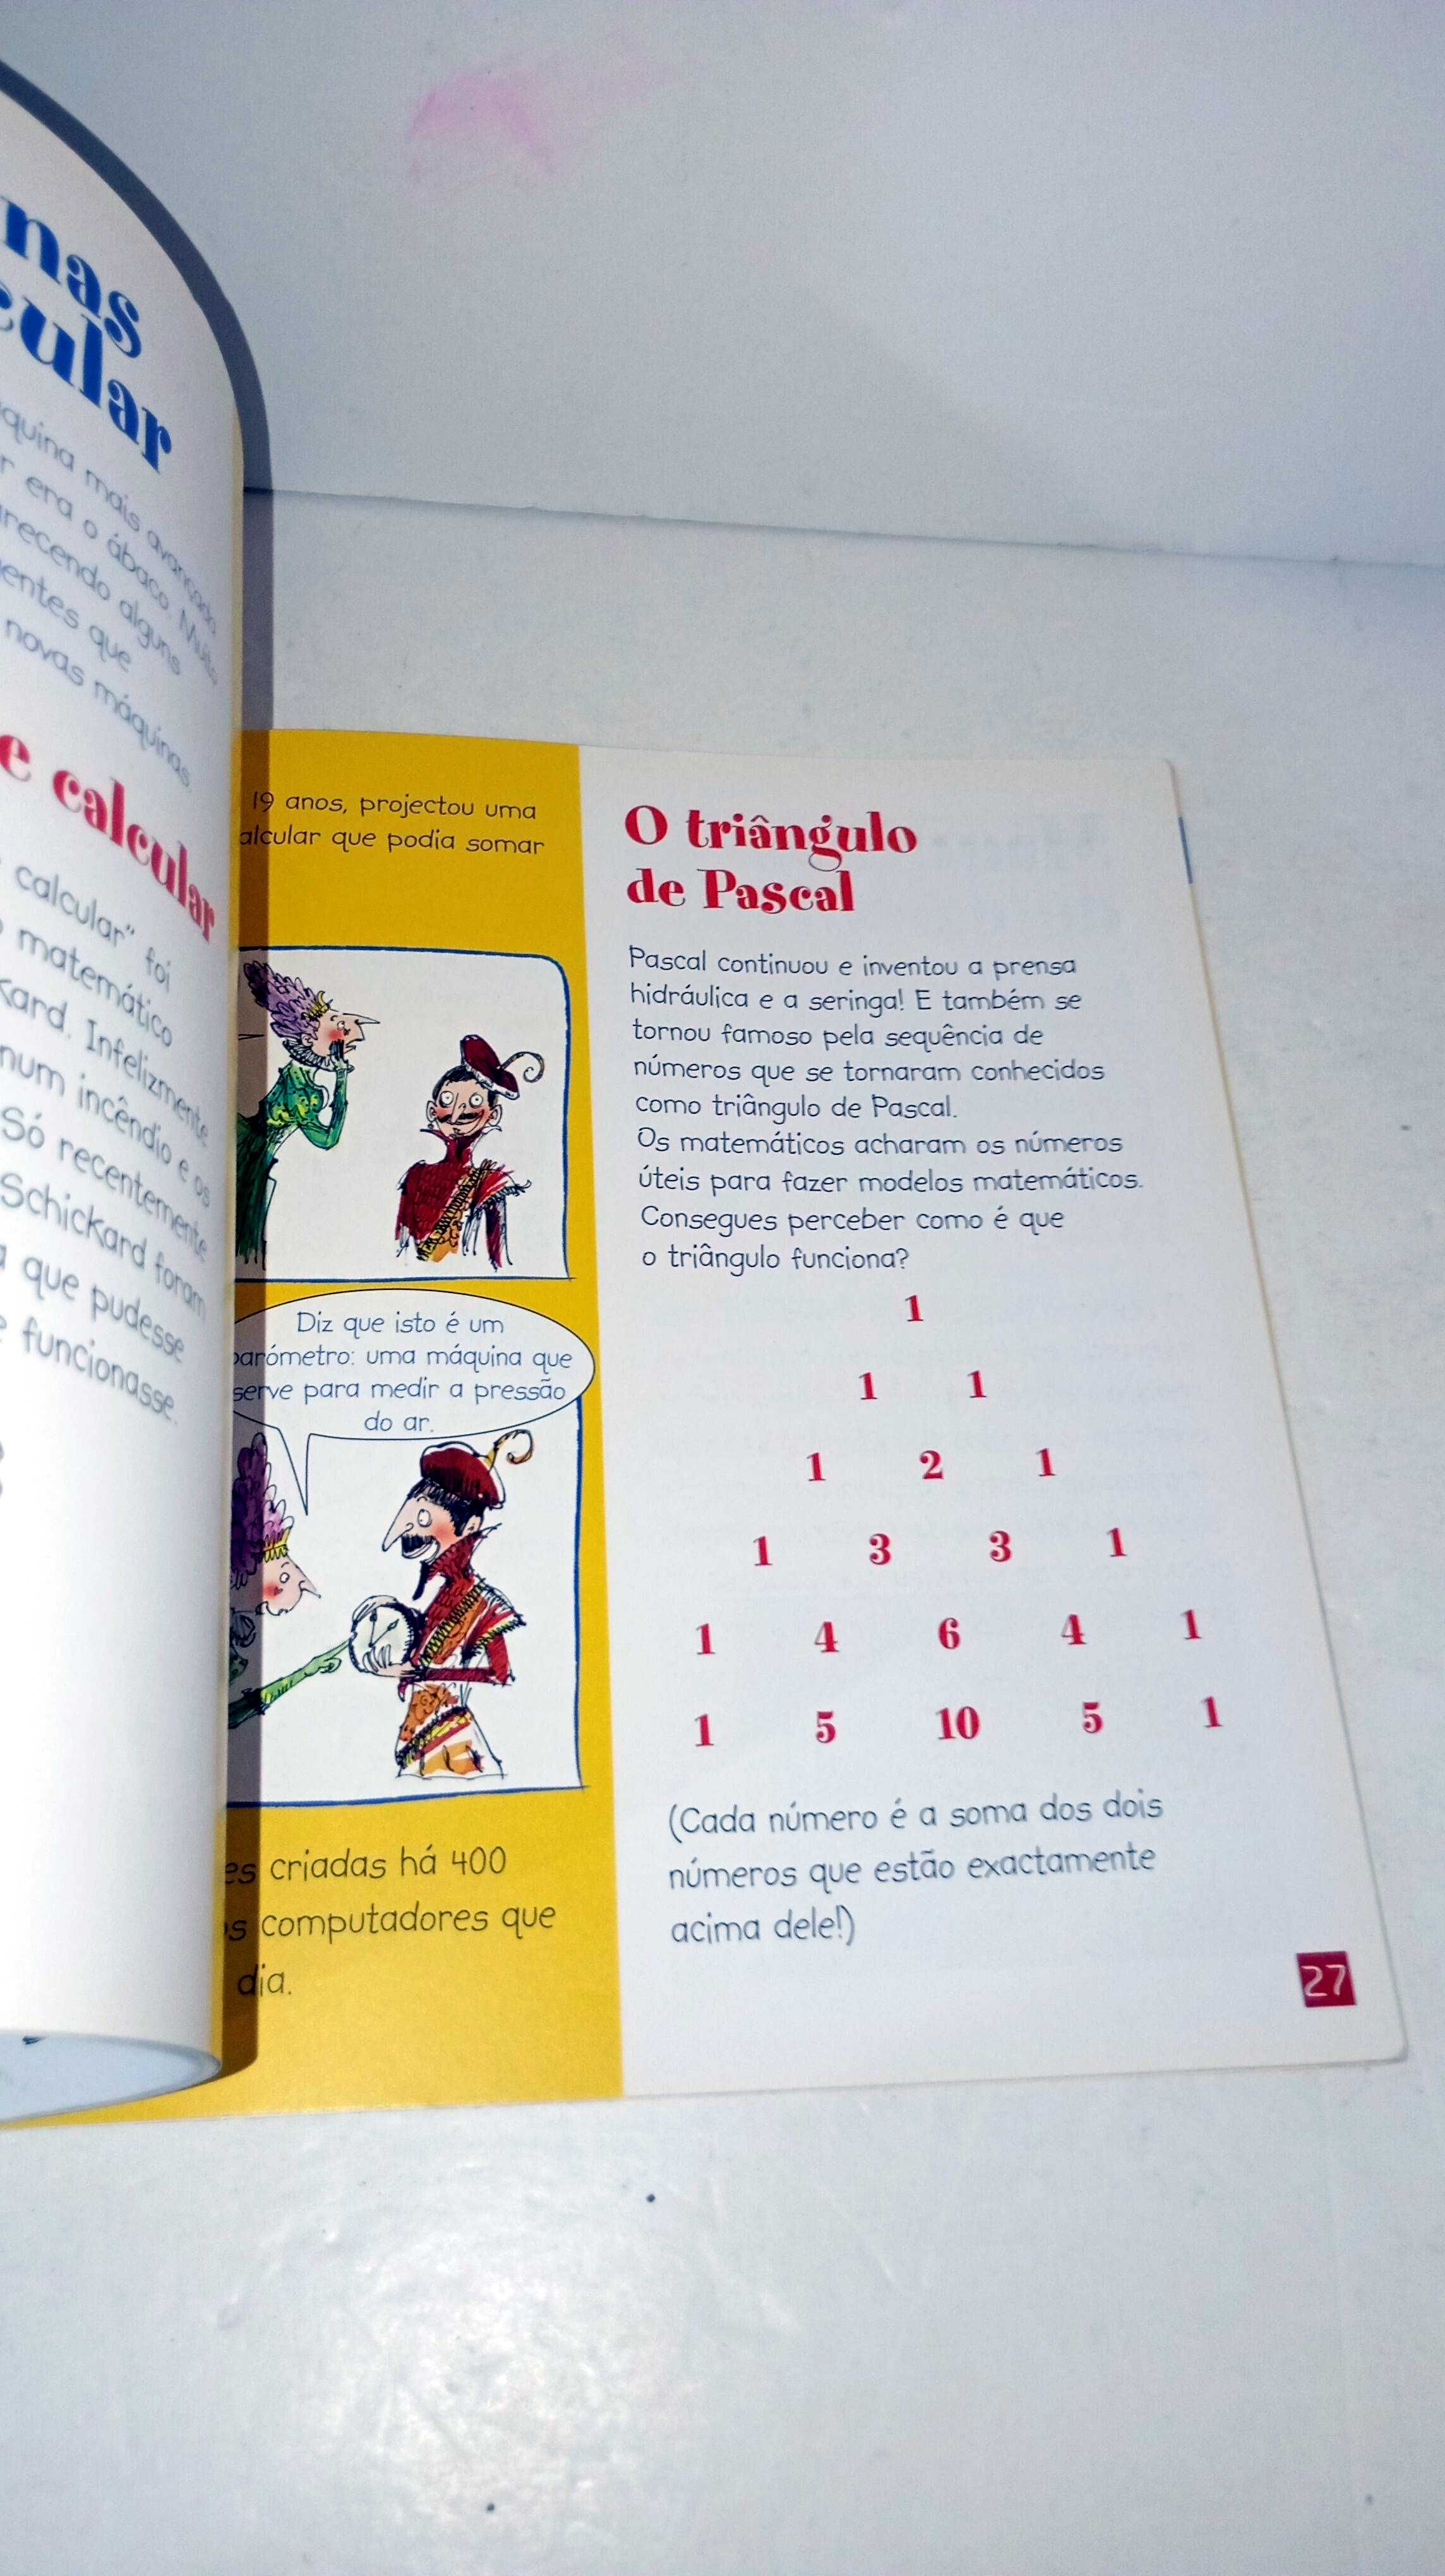 nas
cular
quina mais avançado
r era o ábaco. Muito
recendo alguns
entes que
novas máquinas
e calcular
calcular" foi
matemático
kard. Infelizmente
num incêndio e os
Só recentemente
Schickard foram
que pudesse
funcionasse.
19 anos, projectou uma
alcular que podia somar
Diz que isto é um
barómetro: uma máquina que
serve para medir a pressão
do ar.
es criadas há 400
s computadores que
dia.
O triângulo
de Pascal
Pascal continuou e inventou a prensa
hidráulica e a seringa! E também se
tornou famoso pela sequência de
números que se tornaram conhecidos
como triângulo de Pascal.
Os matemáticos acharam os números
úteis para fazer modelos matemáticos.
Consegues perceber como é que
o triângulo funciona?
1
1 1
1 2 1
1 3 3 1
1 4 6 4 1
1 5 10 5 1
(Cada número é a soma dos dois
números que estão exactamente
acima dele!)
27